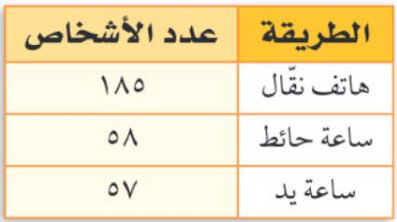 الطريقة عدد الأشخاص
هاتف نقّال ١٨٥
ساعة حائط ٥٨
ساعة يد ٥٧